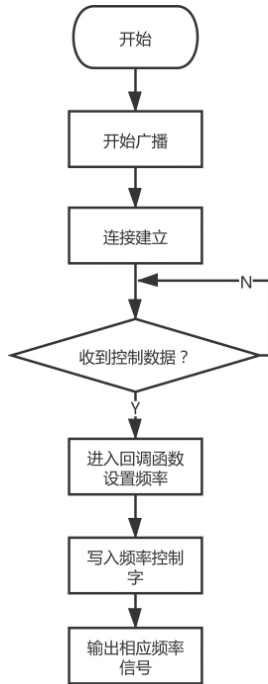 开始
开始广播
连接建立
N
收到控制数据？
Y
进入回调函数
设置频率
写入频率控制
字
输出相应频率
信号